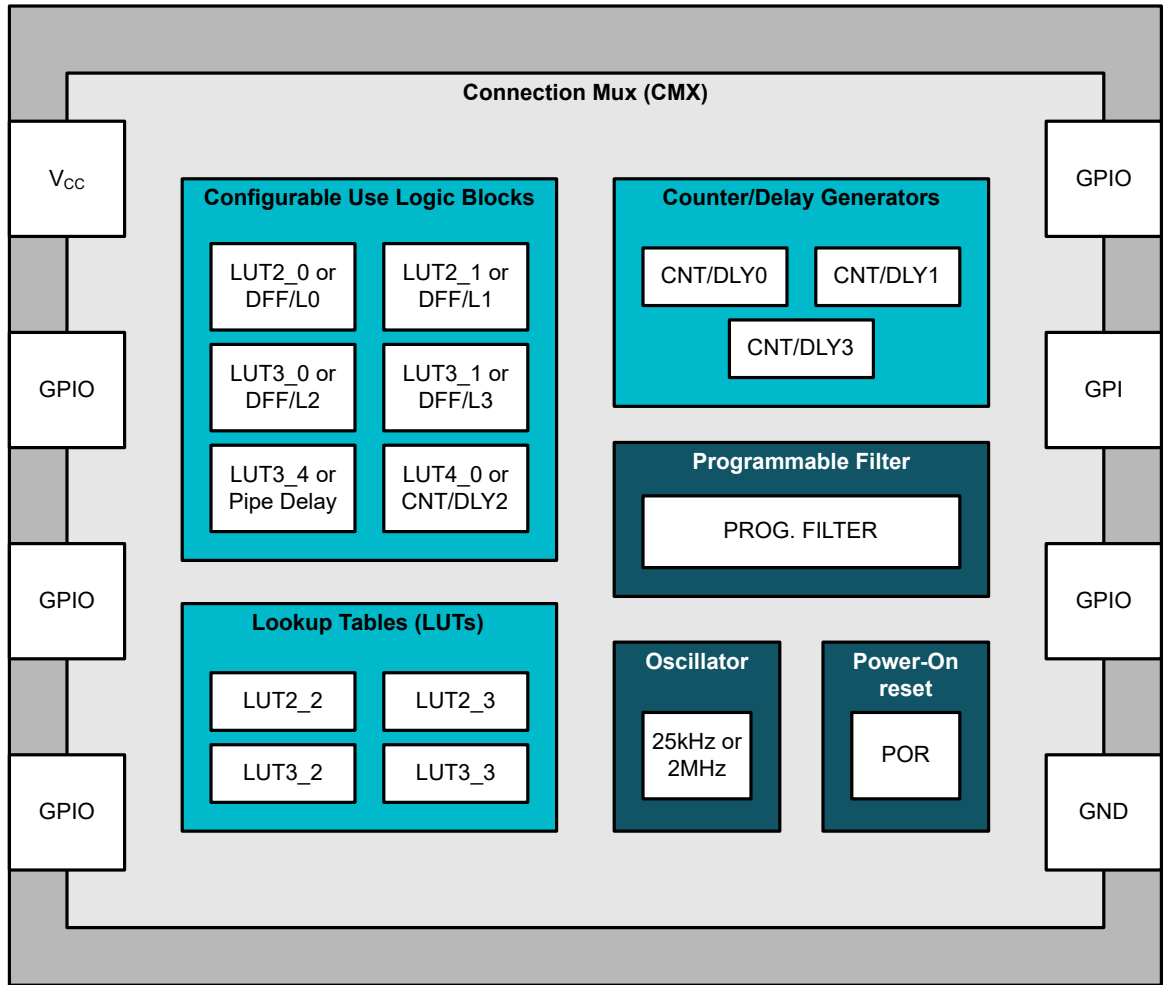 Connection Mux (CMX)
V_CC
GPIO
GPIO
GPIO
Configurable Use Logic Blocks
LUT2_0 or
DFF/L0
LUT2_1 or
DFF/L1
LUT3_0 or
DFF/L2
LUT3_1 or
DFF/L3
LUT3_4 or
Pipe Delay
LUT4_0 or
CNT/DLY2
Lookup Tables (LUTs)
LUT2_2
LUT2_3
LUT3_2
LUT3_3
Counter/Delay Generators
CNT/DLY0
CNT/DLY1
CNT/DLY3
Programmable Filter
PROG. FILTER
Oscillator
25kHz or
2MHz
Power-On
reset
POR
GPIO
GPI
GPIO
GND